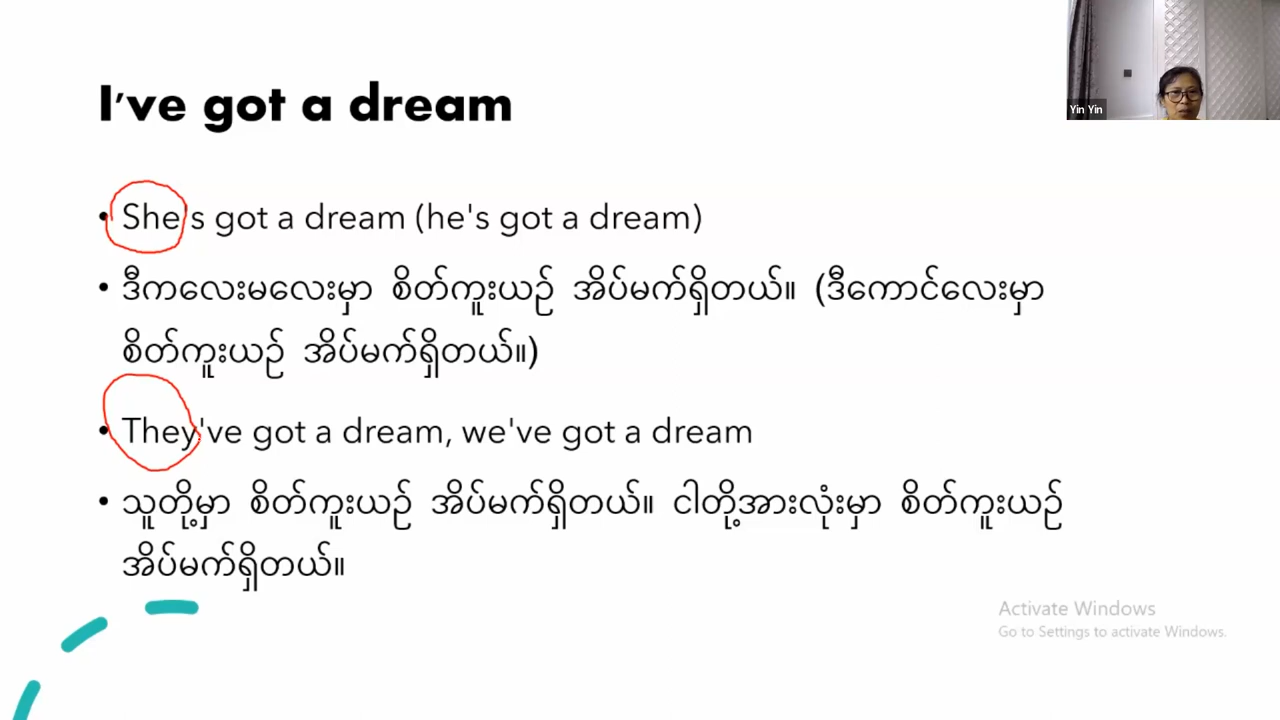 I've got a dream
Yin Yin
• She's got a dream (he's got a dream)
• ဒီကလေးမလေးမှာ စိတ်ကူးယဉ် အိပ်မက်ရှိတယ်။ (ဒီကောင်လေးမှာ
စိတ်ကူးယဉ် အိပ်မက်ရှိတယ်။)
• They've got a dream, we've got a dream
• သူတို့မှာ စိတ်ကူးယဉ် အိပ်မက်ရှိတယ်။ ငါတို့အားလုံးမှာ စိတ်ကူးယဉ်
အိပ်မက်ရှိတယ်။
Activate Windows
Go to Settings to activate Windows.